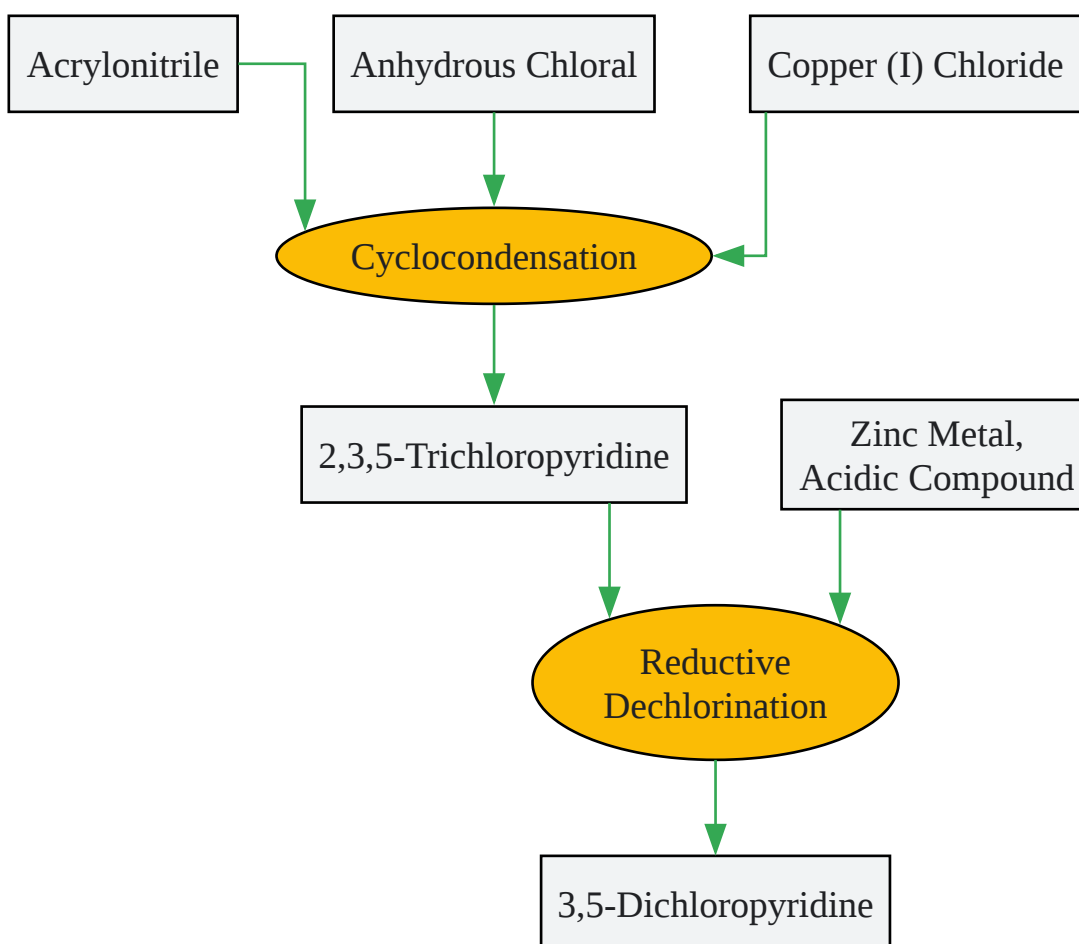 Acrylonitrile
Anhydrous Chloral
Copper (I) Chloride
Cyclocondensation
2,3,5-Trichloropyridine
Zinc Metal,
Acidic Compound
Reductive
Dechlorination
3,5-Dichloropyridine